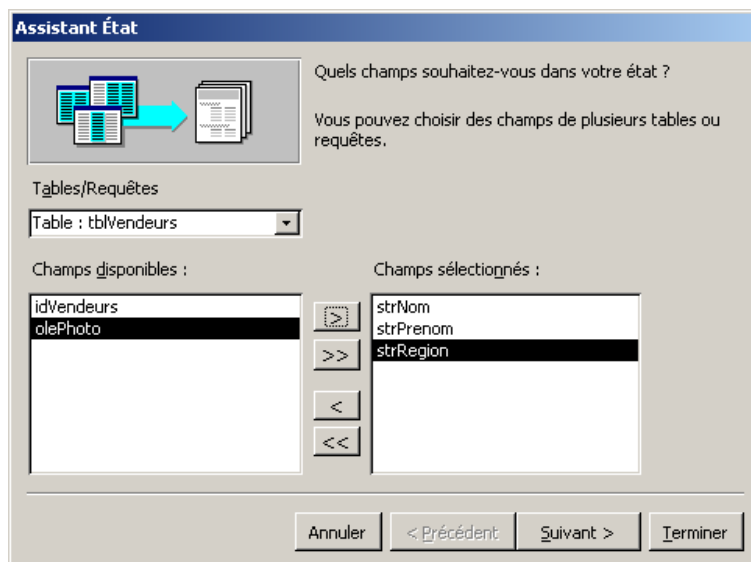 Assistant État
Quels champs souhaitez-vous dans votre état ?
Vous pouvez choisir des champs de plusieurs tables ou
requêtes.
Tables/Requêtes
Table : tblVendeurs
Champs disponibles :
Champs sélectionnés :
idVendeurs
olePhoto
>
>>
<
<<
strNom
strPrenom
strRegion
Annuler
< Précédent
Suivant >
Terminer